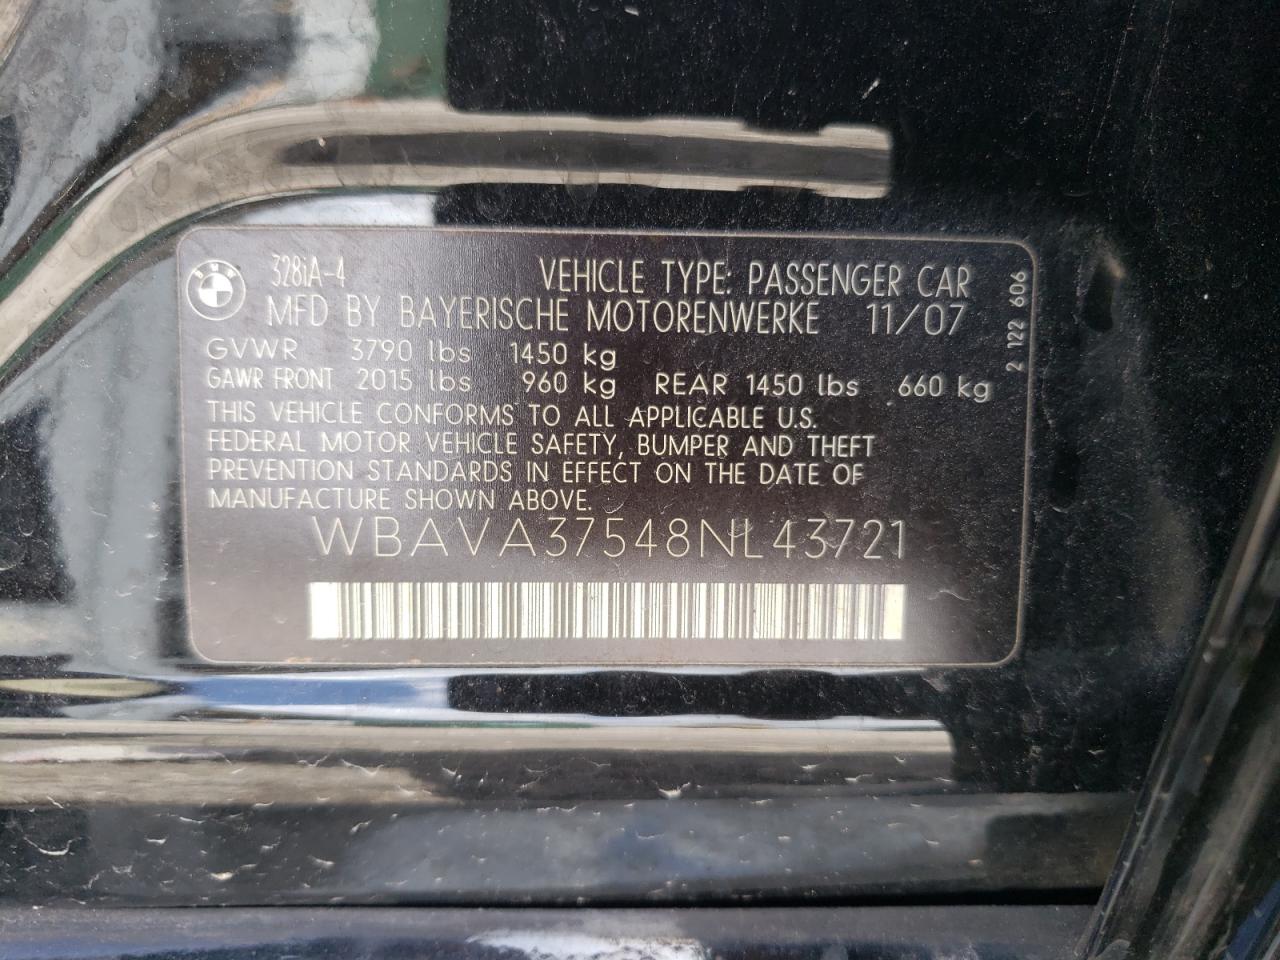 328iA-4 VEHICLE TYPE: PASSENGER CAR
MFD BY BAYERISCHE MOTORENWERKE 11/07
GVWR 3790 lbs 1450 kg
GAWR FRONT 2015 lbs 960 kg REAR 1450 lbs 660 kg
THIS VEHICLE CONFORMS TO ALL APPLICABLE U.S.
FEDERAL MOTOR VEHICLE SAFETY, BUMPER AND THEFT
PREVENTION STANDARDS IN EFFECT ON THE DATE OF
MANUFACTURE SHOWN ABOVE.
WBAVA37548NL43721
2 122 606
BMW